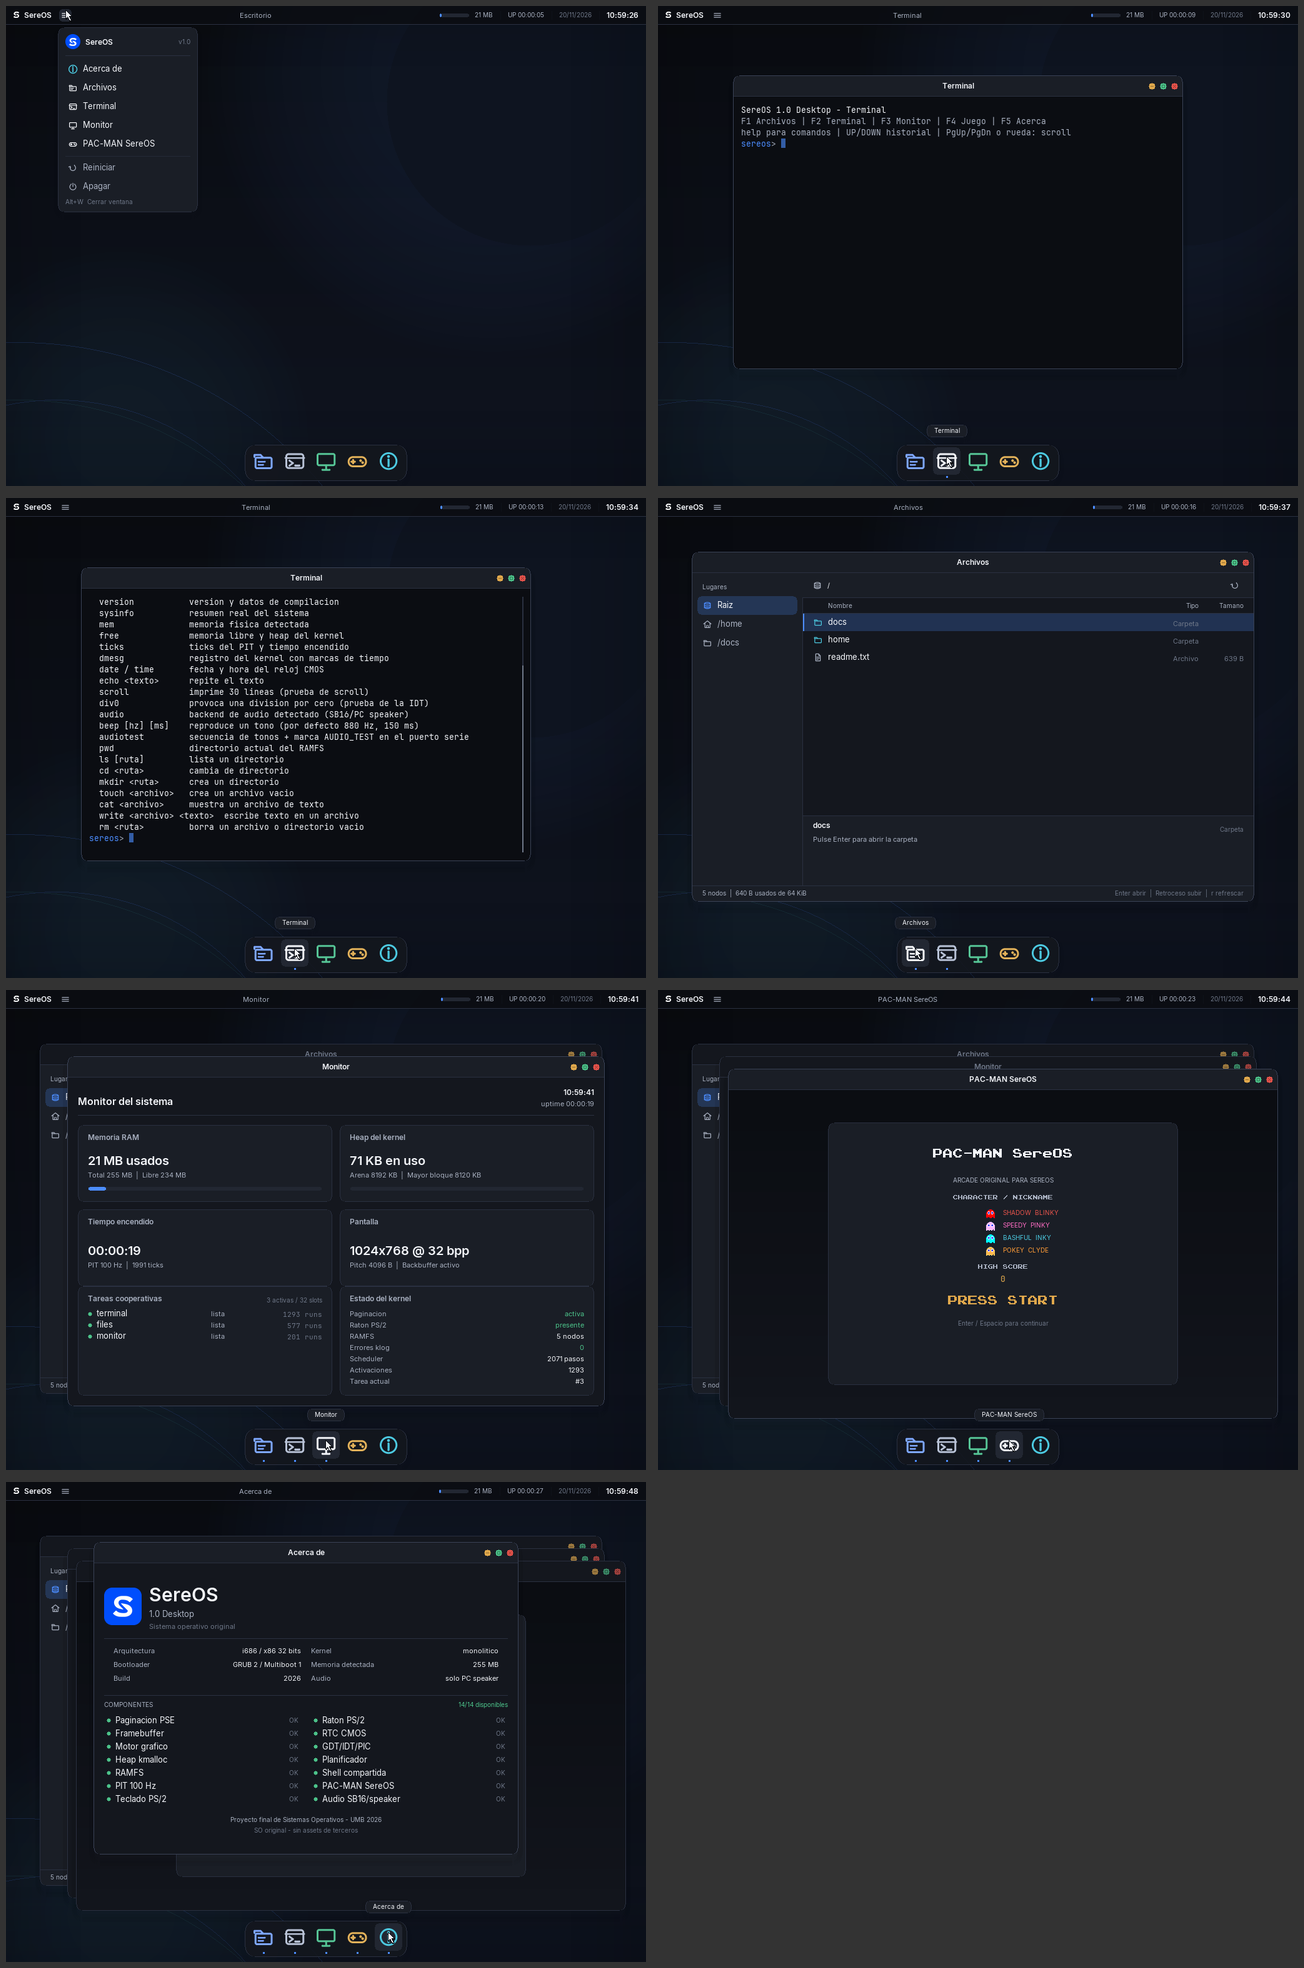 SereOS
Escritorio
21 MB
UP 00:00:05
20/11/2026
10:59:26
SereOS
v1.0
Acerca de
Archivos
Terminal
Monitor
PAC-MAN SereOS
Reiniciar
Apagar
Alt+W Cerrar ventana
SereOS
Terminal
21 MB
UP 00:00:09
20/11/2026
10:59:30
Terminal
SereOS 1.0 Desktop - Terminal
F1 Archivos | F2 Terminal | F3 Monitor | F4 Juego | F5 Acerca
help para comandos | UP/DOWN historial | PgUp/PgDn o rueda: scroll
sereos>
Terminal
SereOS
Terminal
21 MB
UP 00:00:13
20/11/2026
10:59:34
Terminal
version version y datos de compilacion
sysinfo resumen real del sistema
mem memoria fisica detectada
free memoria libre y heap del kernel
ticks ticks del PIT y tiempo encendido
dmesg registro del kernel con marcas de tiempo
date / time fecha y hora del reloj CMOS
echo <texto> repite el texto
scroll imprime 30 lineas (prueba de scroll)
div0 provoca una division por cero (prueba de la IDT)
audio backend de audio detectado (SB16/PC speaker)
beep [hz] [ms] reproduce un tono (por defecto 880 Hz, 150 ms)
audiotest secuencia de tonos + marca AUDIO_TEST en el puerto serie
pwd directorio actual del RAMFS
ls [ruta] lista un directorio
cd <ruta> cambia de directorio
mkdir <ruta> crea un directorio
touch <archivo> crea un archivo vacio
cat <archivo> muestra un archivo de texto
write <archivo> <texto> escribe texto en un archivo
rm <ruta> borra un archivo o directorio vacio
sereos>
Terminal
SereOS
Archivos
21 MB
UP 00:00:16
20/11/2026
10:59:37
Archivos
Lugares
/
Raiz
/home
/docs
Nombre Tipo Tamano
docs Carpeta
home Carpeta
readme.txt Archivo 639 B
docs Carpeta
Pulse Enter para abrir la carpeta
5 nodos | 640 B usados de 64 KiB
Enter abrir | Retroceso subir | r refrescar
Archivos
SereOS
Monitor
21 MB
UP 00:00:20
20/11/2026
10:59:41
Archivos
Monitor
Lugar
5 nod
Monitor del sistema
10:59:41
uptime 00:00:19
Memoria RAM
21 MB usados
Total 255 MB | Libre 234 MB
Heap del kernel
71 KB en uso
Arena 8192 KB | Mayor bloque 8120 KB
Tiempo encendido
00:00:19
PIT 100 Hz | 1991 ticks
Pantalla
1024x768 @ 32 bpp
Pitch 4096 B | Backbuffer activo
Tareas cooperativas 3 activas / 32 slots
terminal lista 1293 runs
files lista 577 runs
monitor lista 201 runs
Estado del kernel
Paginacion activa
Raton PS/2 presente
RAMFS 5 nodos
Errores klog 0
Scheduler 2071 pasos
Activaciones 1293
Tarea actual #3
Monitor
SereOS
PAC-MAN SereOS
21 MB
UP 00:00:23
20/11/2026
10:59:44
Archivos
Monitor
PAC-MAN SereOS
Lugar
5 nod
PAC-MAN SereOS
ARCADE ORIGINAL PARA SEREOS
CHARACTER / NICKNAME
SHADOW BLINKY
SPEEDY PINKY
BASHFUL INKY
POKEY CLYDE
HIGH SCORE
0
PRESS START
Enter / Espacio para continuar
PAC-MAN SereOS
SereOS
Acerca de
21 MB
UP 00:00:27
20/11/2026
10:59:48
Acerca de
Lugar
5 nod
SereOS
1.0 Desktop
Sistema operativo original
Arquitectura i686 / x86 32 bits
Kernel monolitico
Bootloader GRUB 2 / Multiboot 1
Memoria detectada 255 MB
Build 2026
Audio solo PC speaker
COMPONENTES 14/14 disponibles
Paginacion PSE OK
Raton PS/2 OK
Framebuffer OK
RTC CMOS OK
Motor grafico OK
GDT/IDT/PIC OK
Heap kmalloc OK
Planificador OK
RAMFS OK
Shell compartida OK
PIT 100 Hz OK
PAC-MAN SereOS OK
Teclado PS/2 OK
Audio SB16/speaker OK
Proyecto final de Sistemas Operativos - UMB 2026
SO original - sin assets de terceros
Acerca de